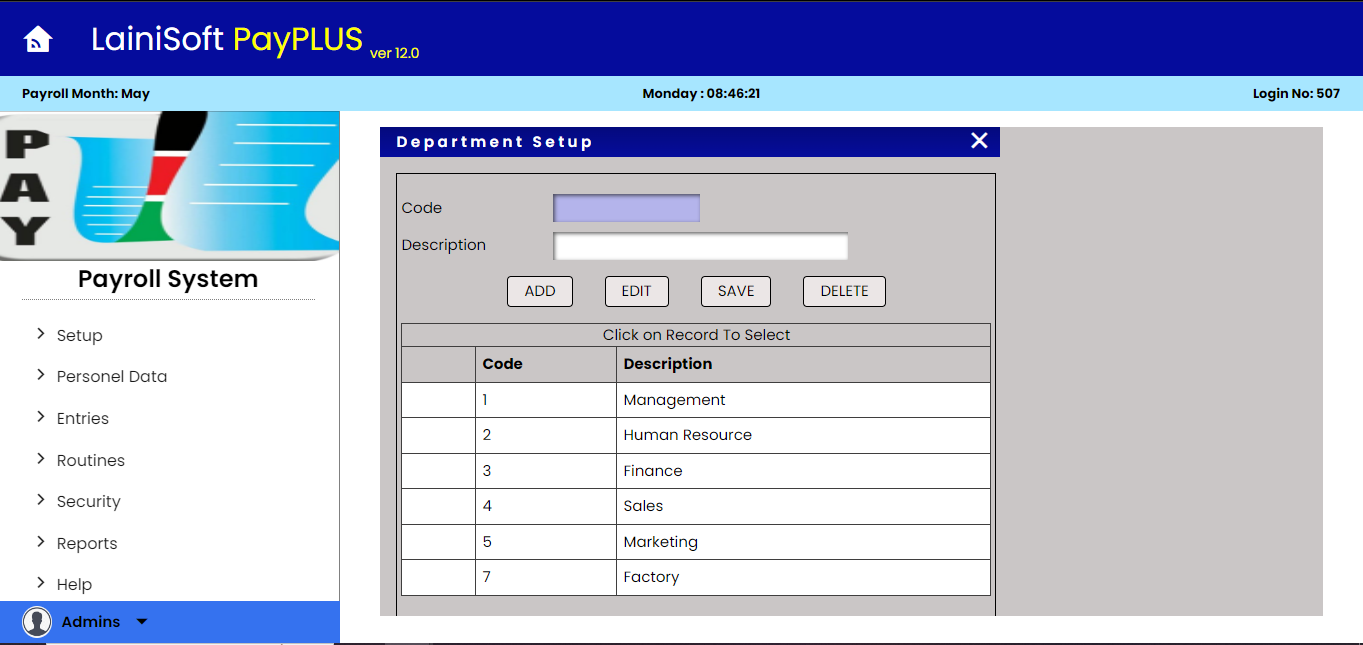 LainiSoft PayPLUS ver 12.0
Payroll Month: May Monday : 08:46:21 Login No: 507
P
A
Y
Payroll System
Setup
Personel Data
Entries
Routines
Security
Reports
Help
Admins
Department Setup
Code
Description
ADD EDIT SAVE DELETE
Click on Record To Select
Code Description
1 Management
2 Human Resource
3 Finance
4 Sales
5 Marketing
7 Factory